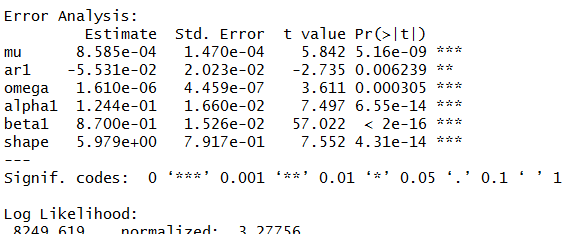 Error Analysis:
        Estimate  Std. Error  t value Pr(>|t|)
mu     8.585e-04   1.470e-04    5.842 5.16e-09 ***
ar1   -5.531e-02   2.023e-02   -2.735 0.006239 **
omega  1.610e-06   4.459e-07    3.611 0.000305 ***
alpha1 1.244e-01   1.660e-02    7.497 6.55e-14 ***
beta1  8.700e-01   1.526e-02   57.022  < 2e-16 ***
shape  5.979e+00   7.917e-01    7.552 4.31e-14 ***
---
Signif. codes:  0 ‘***’ 0.001 ‘**’ 0.01 ‘*’ 0.05 ‘.’ 0.1 ‘ ’ 1
Log Likelihood:
 8249.619    normalized:  3.27756